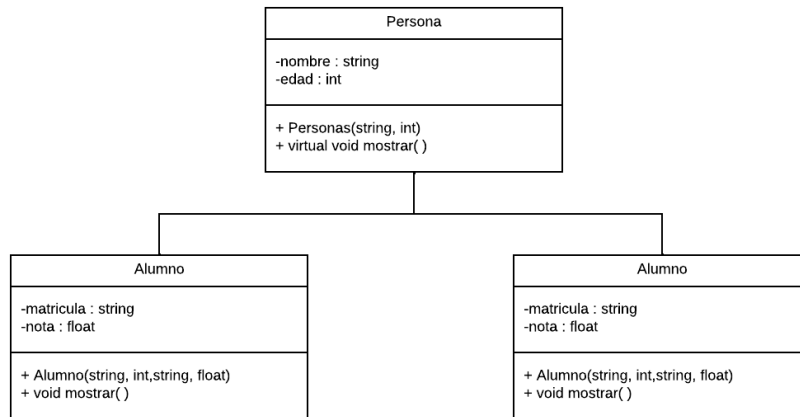 Persona
-nombre : string
-edad : int
+ Personas(string, int)
+ virtual void mostrar( )
Alumno
-matricula : string
-nota : float
+ Alumno(string, int,string, float)
+ void mostrar( )
Alumno
-matricula : string
-nota : float
+ Alumno(string, int,string, float)
+ void mostrar( )